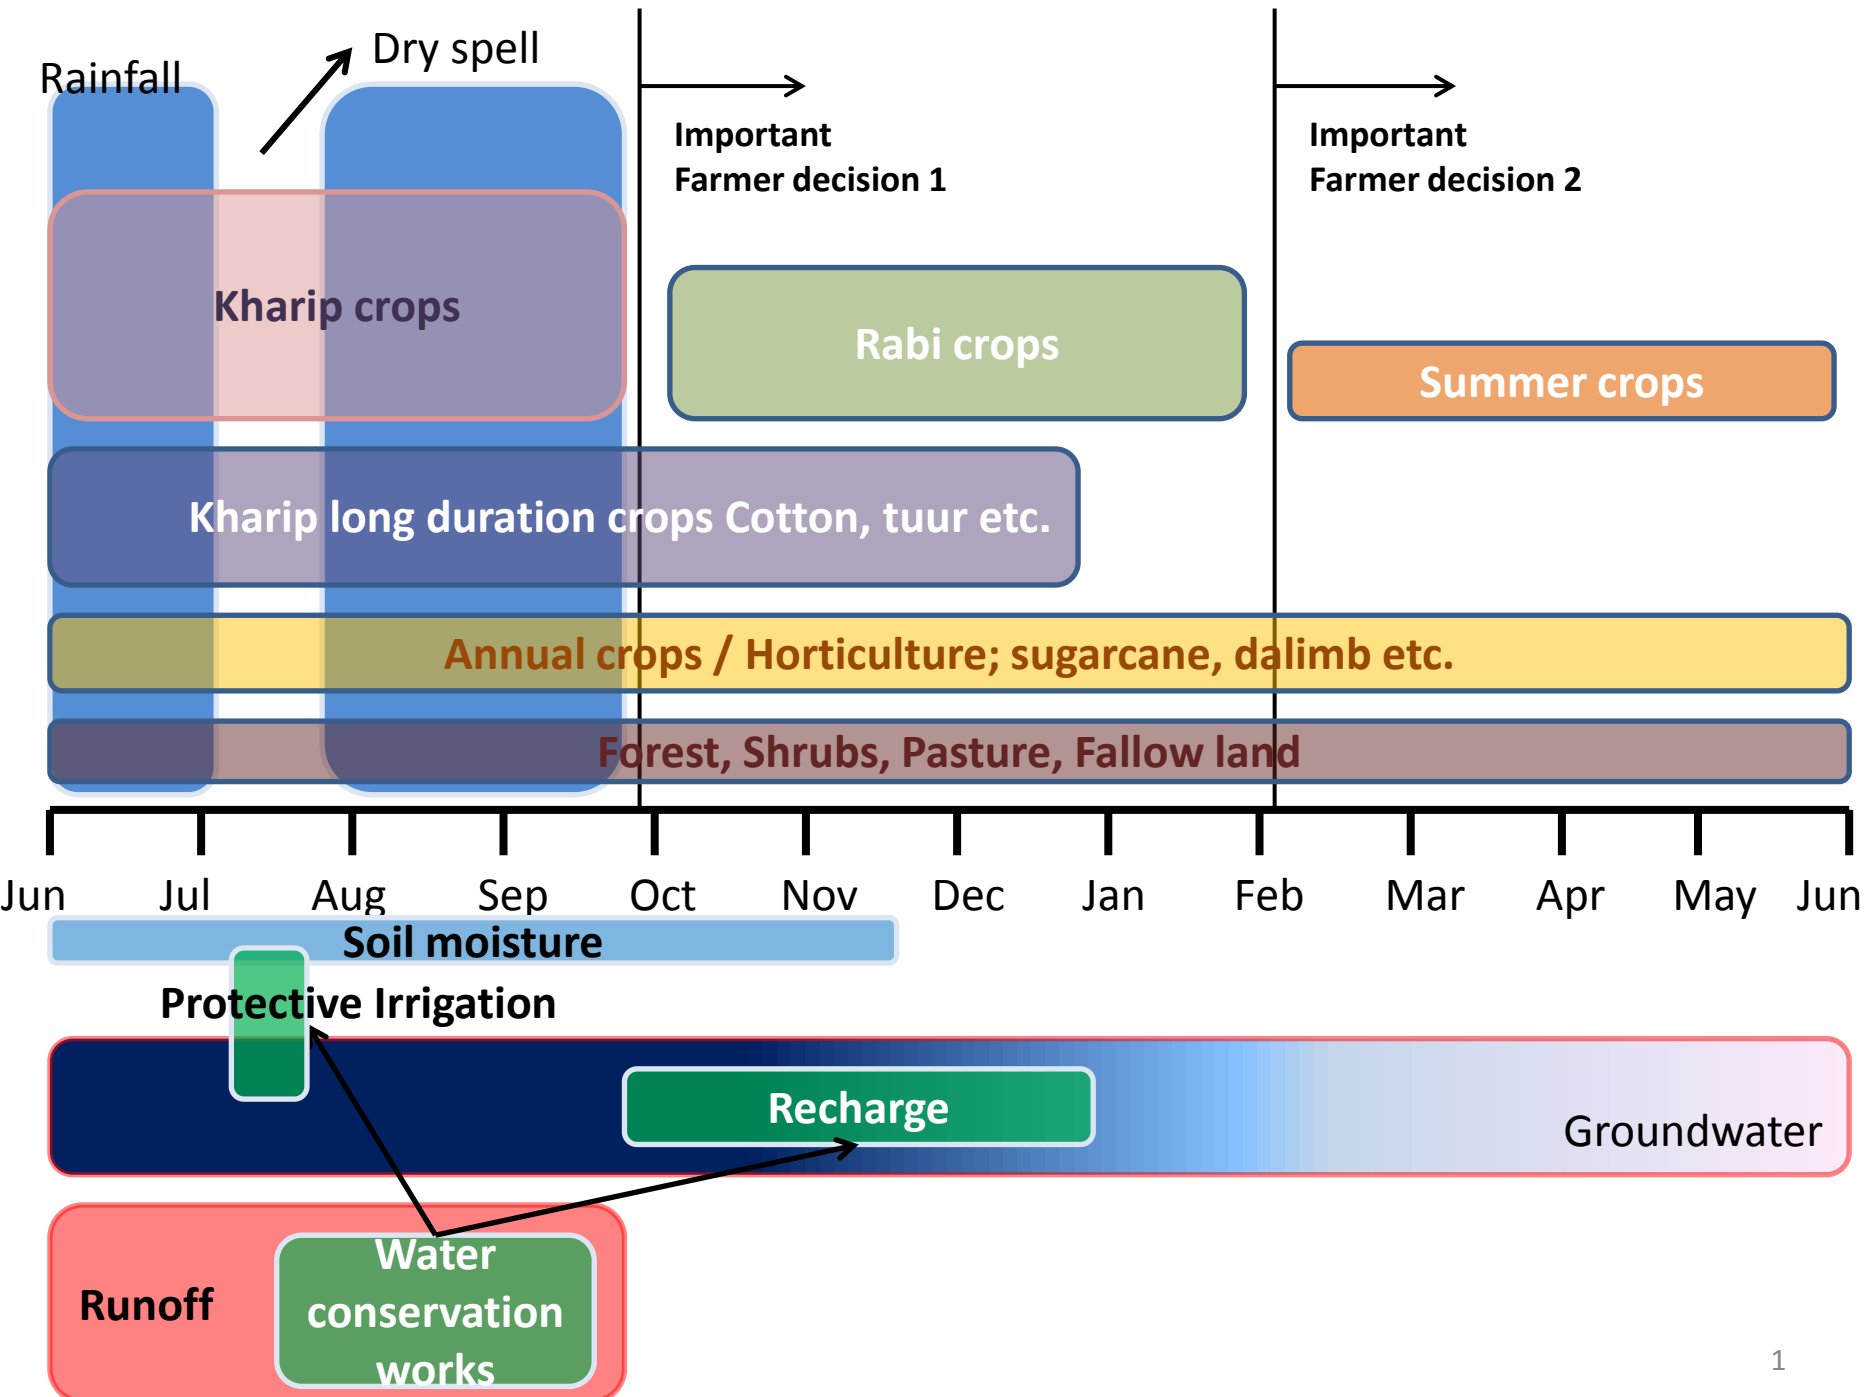 Rainfall
Dry spell
Important
Farmer decision 1
Important
Farmer decision 2
Kharip crops
Rabi crops
Summer crops
Kharip long duration crops Cotton, tuur etc.
Annual crops / Horticulture; sugarcane, dalimb etc.
Forest, Shrubs, Pasture, Fallow land
Jun Jul Aug Sep Oct Nov Dec Jan Feb Mar Apr May Jun
Soil moisture
Protective Irrigation
Recharge
Groundwater
Runoff
Water
conservation
works
1